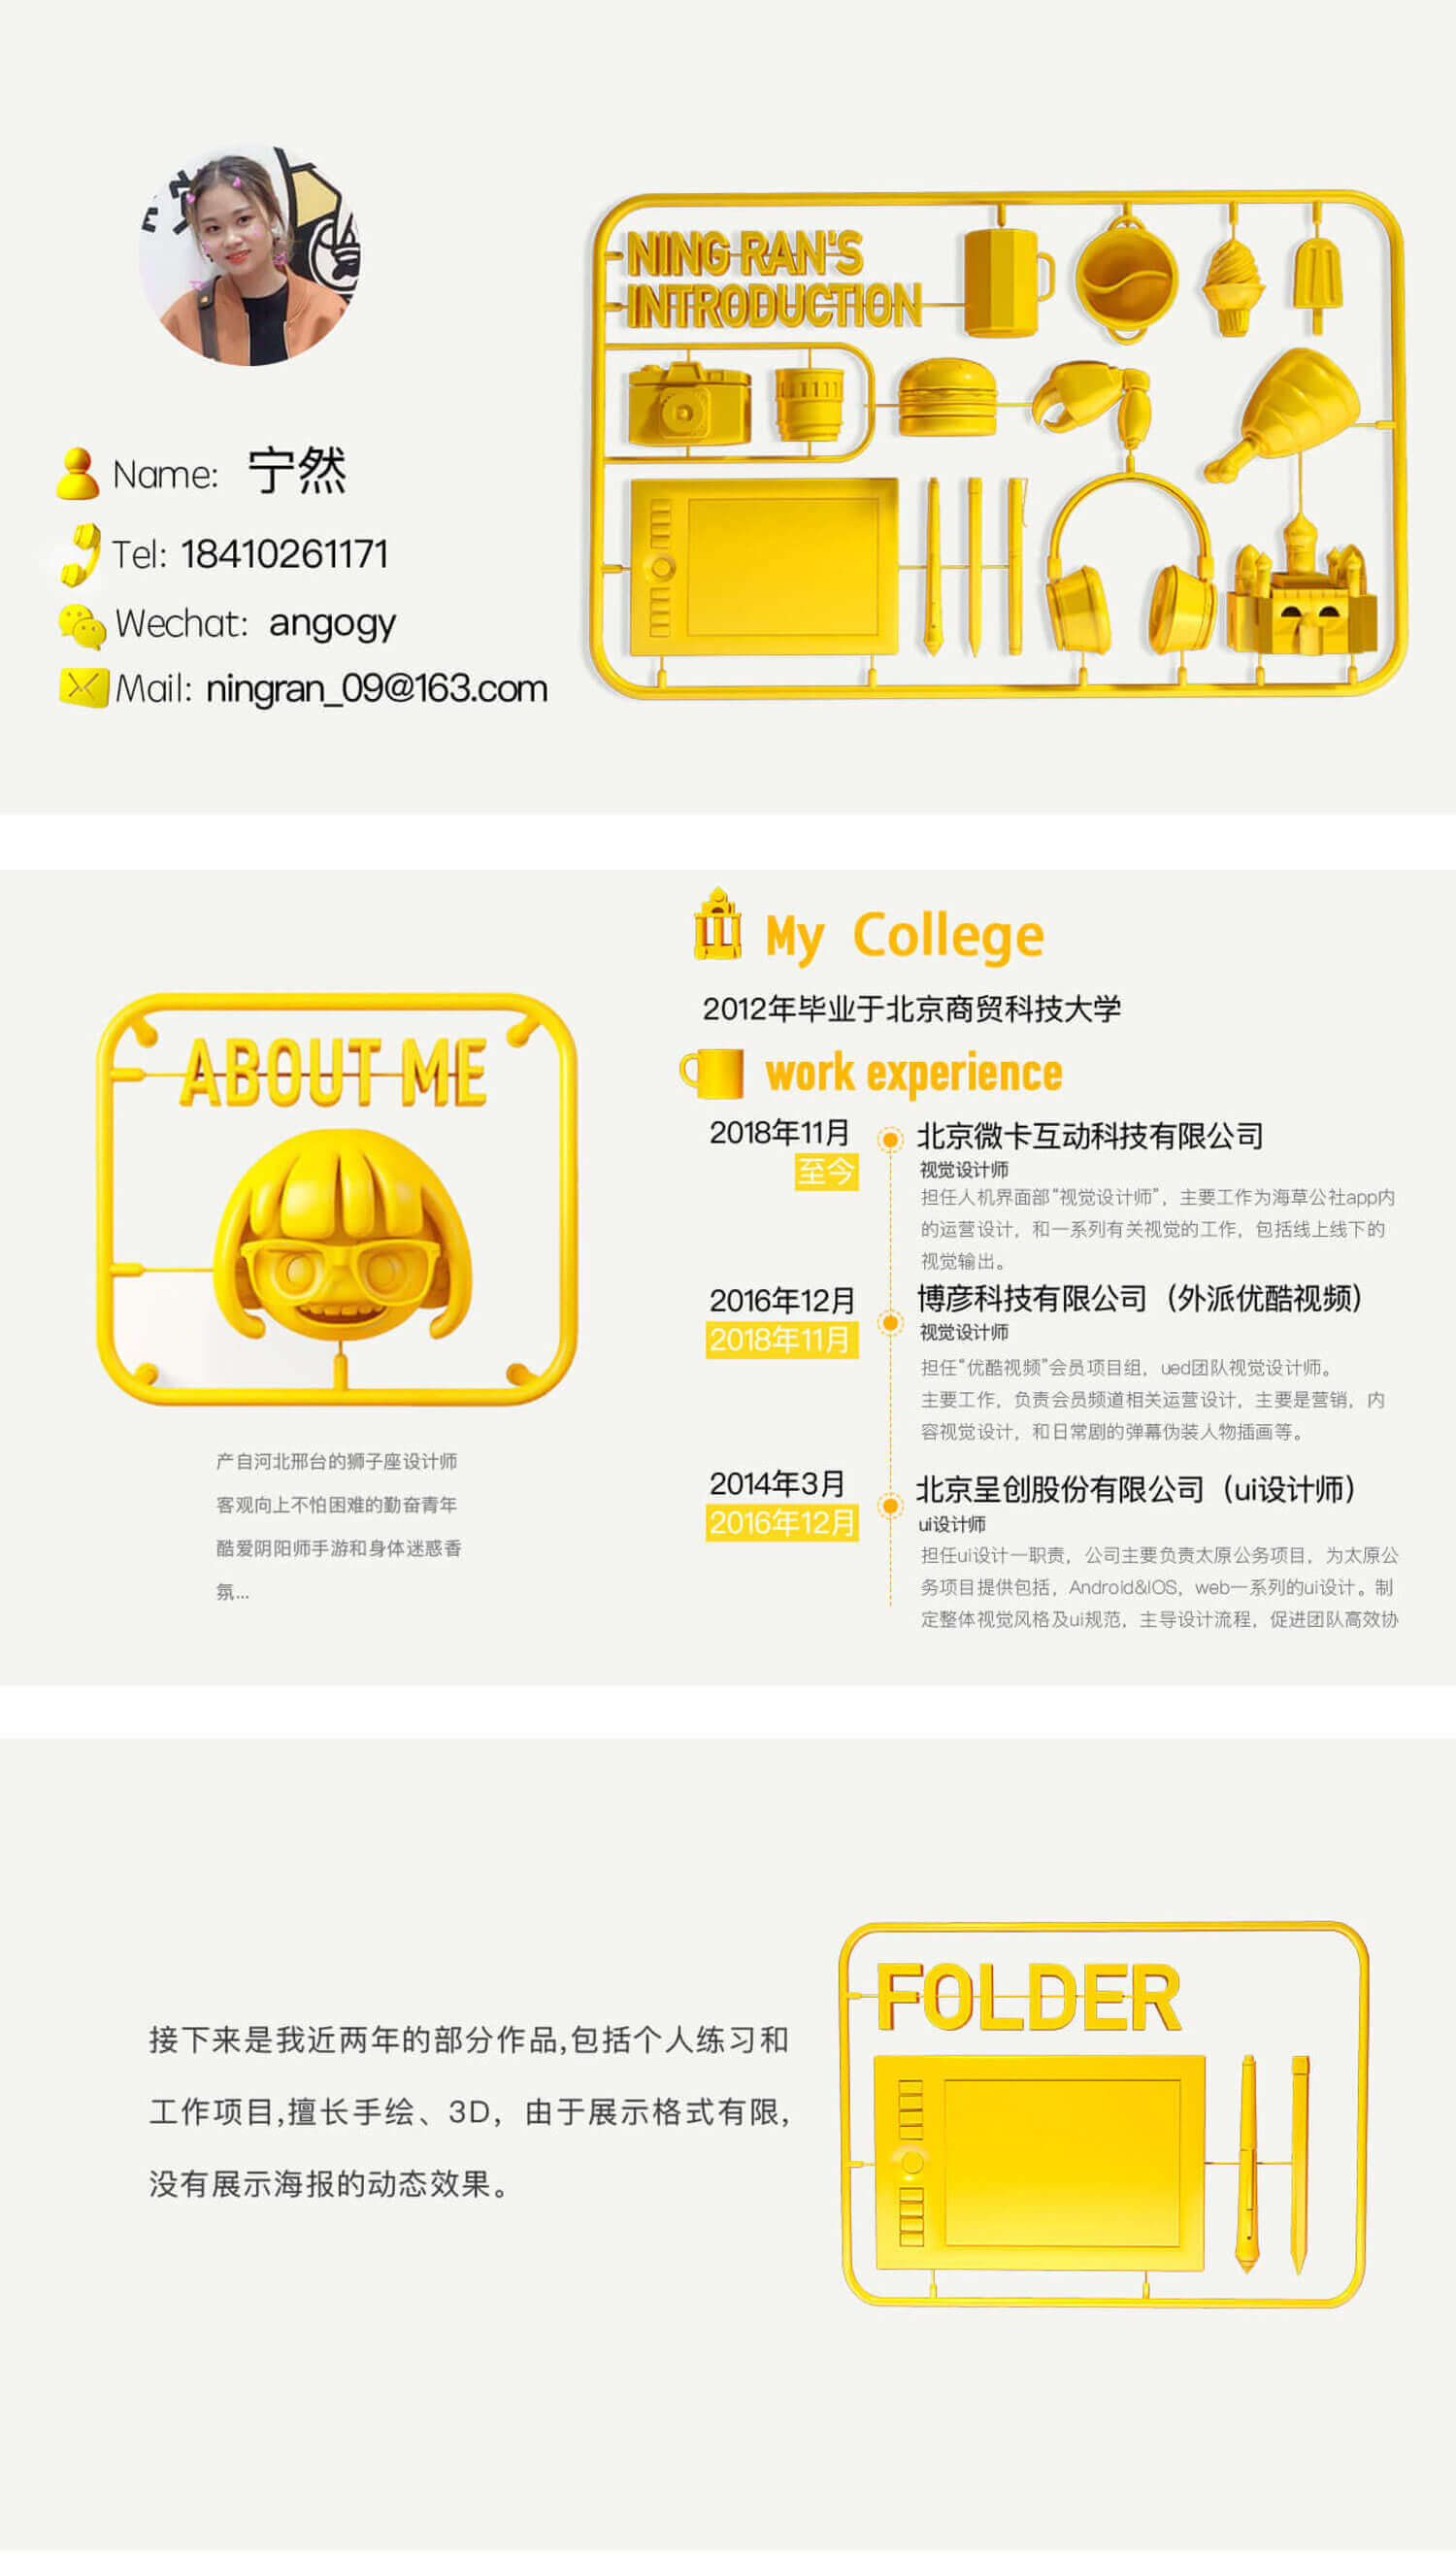 Name: 宁然
Tel: 18410261171
Wechat: angogy
Mail: ningran_09@163.com
NING RAN'S
INTRODUCTION
ABOUT ME
产自河北邢台的狮子座设计师
客观向上不怕困难的勤奋青年
酷爱阴阳师手游和身体迷惑香
氛...
My College
2012年毕业于北京商贸科技大学
work experience
2018年11月
至今
北京微卡互动科技有限公司
视觉设计师
担任人机界面部“视觉设计师”，主要工作为海草公社app内
的运营设计，和一系列有关视觉的工作，包括线上线下的
视觉输出。
2016年12月
2018年11月
博彦科技有限公司（外派优酷视频）
视觉设计师
担任“优酷视频”会员项目组，ued团队视觉设计师。
主要工作，负责会员频道相关运营设计，主要是营销，内
容视觉设计，和日常剧的弹幕伪装人物插画等。
2014年3月
2016年12月
北京呈创股份有限公司（ui设计师）
ui设计师
担任ui设计一职责，公司主要负责太原公务项目，为太原公
务项目提供包括，Android&IOS，web一系列的ui设计。制
定整体视觉风格及ui规范，主导设计流程，促进团队高效协
接下来是我近两年的部分作品,包括个人练习和
工作项目,擅长手绘、3D，由于展示格式有限,
没有展示海报的动态效果。
FOLDER